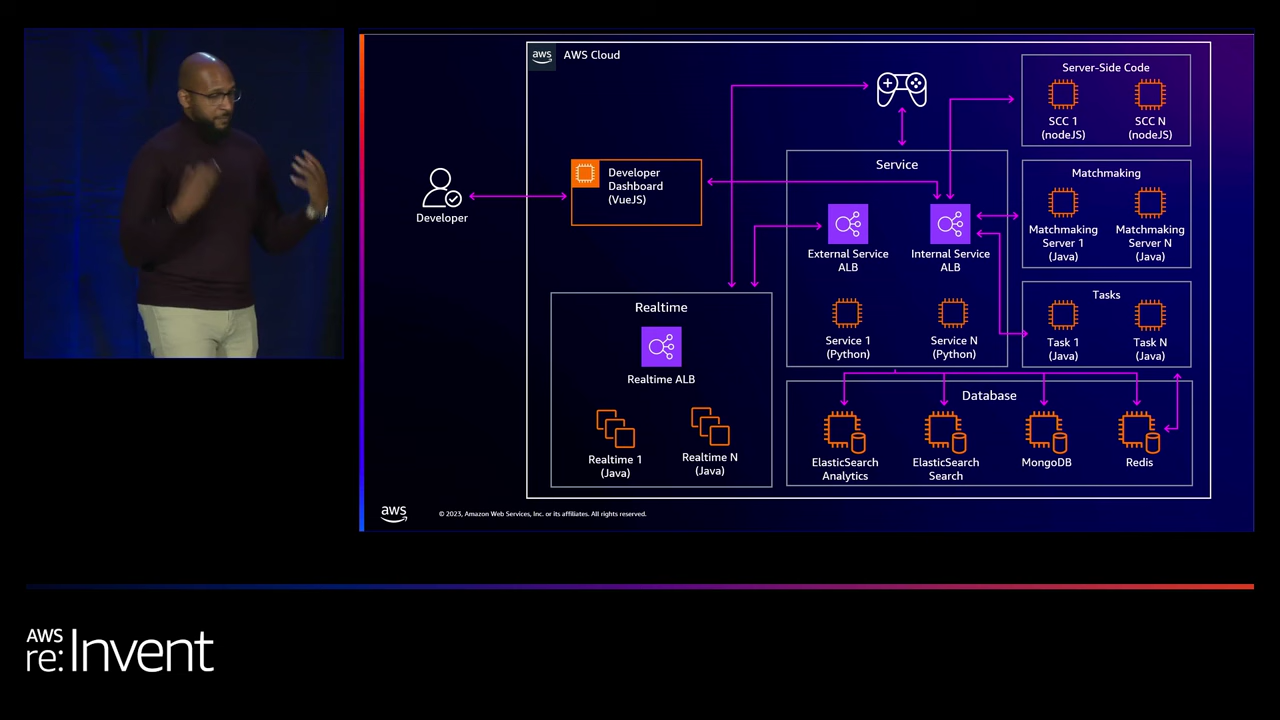 aws
AWS Cloud
Server-Side Code
SCC 1
(nodeJS)
SCC N
(nodeJS)
Service
Developer
Dashboard
(VueJS)
Matchmaking
Developer
Matchmaking
Server 1
(Java)
Matchmaking
Server N
(Java)
External Service
ALB
Internal Service
ALB
Realtime
Tasks
Service 1
(Python)
Service N
(Python)
Task 1
(Java)
Task N
(Java)
Realtime ALB
Database
Realtime 1
(Java)
Realtime N
(Java)
ElasticSearch
Analytics
ElasticSearch
Search
MongoDB
Redis
aws
© 2023, Amazon Web Services, Inc. or its affiliates. All rights reserved.
AWS
re:Invent